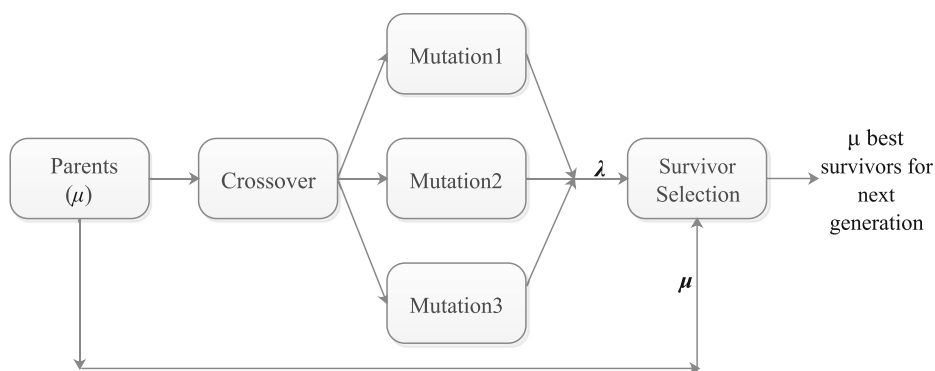 Mutation1
Parents
(μ)
Crossover
Mutation2
λ
Survivor
Selection
μ best
survivors for
next
generation
Mutation3
μ